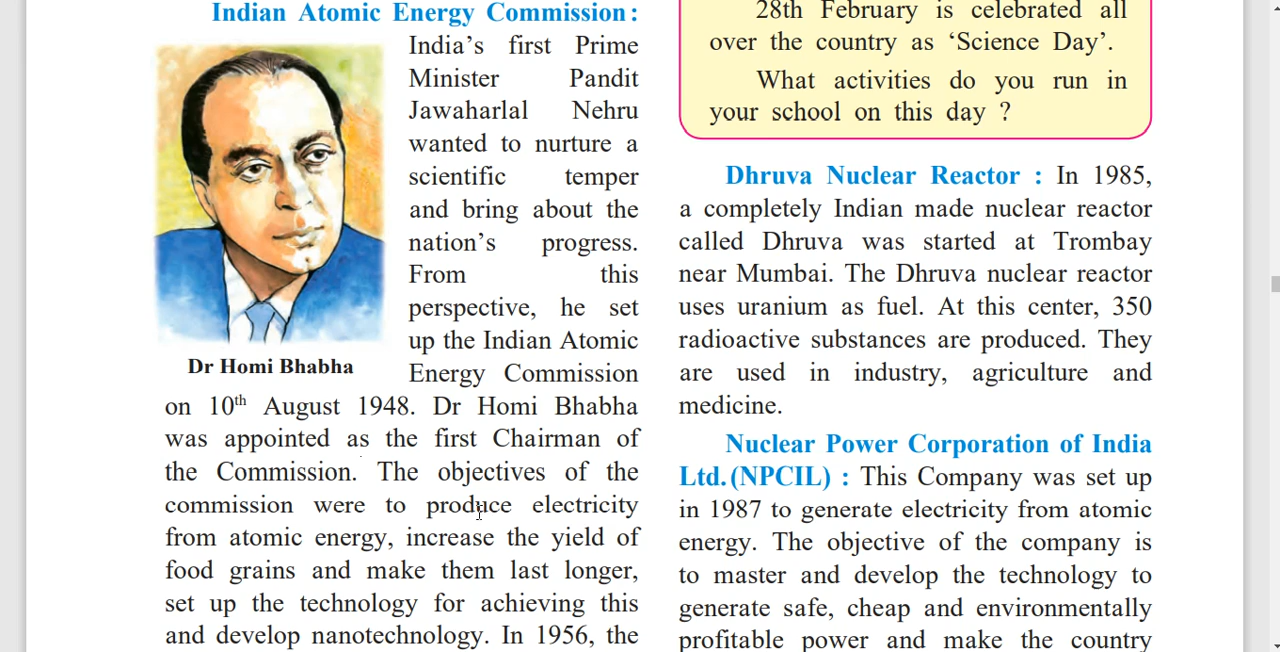 Indian Atomic Energy Commission :
India’s first Prime
Minister Pandit
Jawaharlal Nehru
wanted to nurture a
scientific temper
and bring about the
nation’s progress.
From this
perspective, he set
up the Indian Atomic
Energy Commission
Dr Homi Bhabha
on 10th August 1948. Dr Homi Bhabha
was appointed as the first Chairman of
the Commission. The objectives of the
commission were to produce electricity
from atomic energy, increase the yield of
food grains and make them last longer,
set up the technology for achieving this
and develop nanotechnology. In 1956, the
28th February is celebrated all
over the country as ‘Science Day’.
What activities do you run in
your school on this day ?
Dhruva Nuclear Reactor : In 1985,
a completely Indian made nuclear reactor
called Dhruva was started at Trombay
near Mumbai. The Dhruva nuclear reactor
uses uranium as fuel. At this center, 350
radioactive substances are produced. They
are used in industry, agriculture and
medicine.
Nuclear Power Corporation of India
Ltd. (NPCIL) : This Company was set up
in 1987 to generate electricity from atomic
energy. The objective of the company is
to master and develop the technology to
generate safe, cheap and environmentally
profitable power and make the country